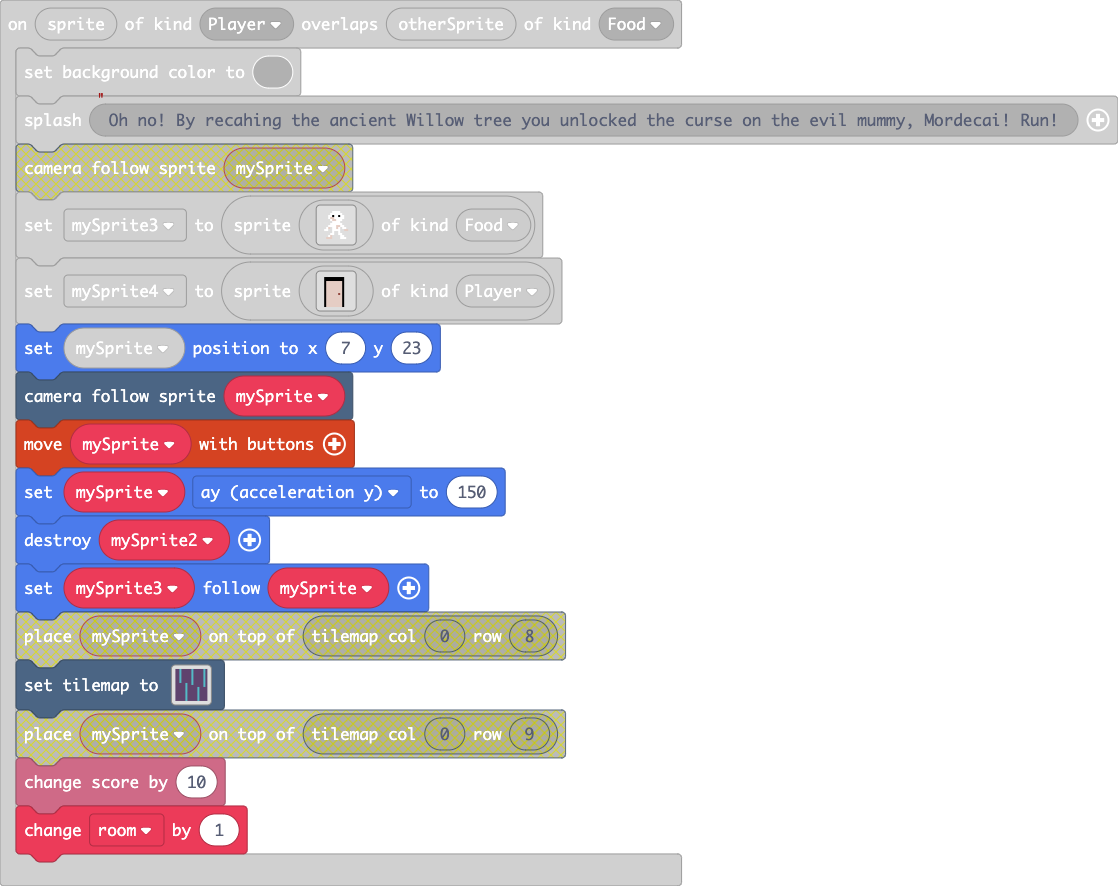 on sprite of kind Player overlaps otherSprite of kind Food
set background color to
splash " Oh no! By recahing the ancient Willow tree you unlocked the curse on the evil mummy, Mordecai! Run!
camera follow sprite mySprite
set mySprite3 to sprite of kind Food
set mySprite4 to sprite of kind Player
set mySprite position to x 7 y 23
camera follow sprite mySprite
move mySprite with buttons
set mySprite ay (acceleration y) to 150
destroy mySprite2
set mySprite3 follow mySprite
place mySprite on top of tilemap col 0 row 8
set tilemap to
place mySprite on top of tilemap col 0 row 9
change score by 10
change room by 1